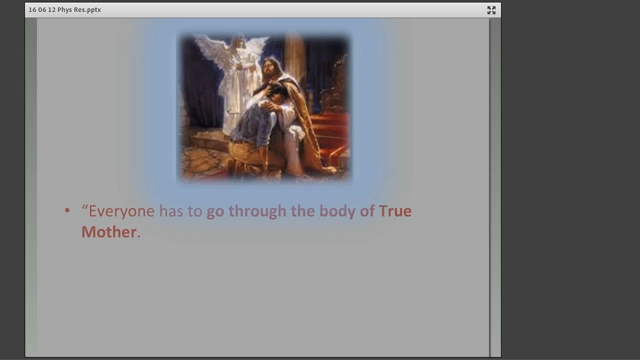 16 06 12 Phys Res.pptx
• “Everyone has to go through the body of True
Mother.